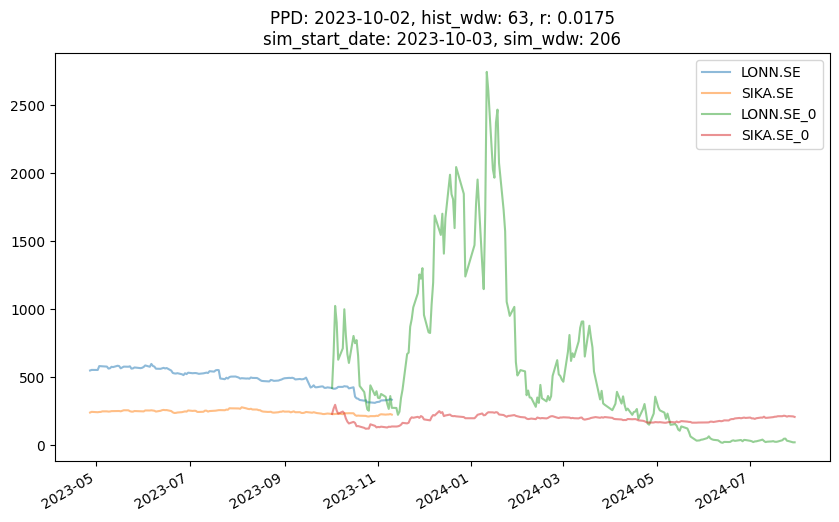 PPD: 2023-10-02, hist_wdw: 63, r: 0.0175
sim_start_date: 2023-10-03, sim_wdw: 206
LONN.SE
SIKA.SE
LONN.SE_0
SIKA.SE_0
2500
2000
1500
1000
500
0
2023-05
2023-07
2023-09
2023-11
2024-01
2024-03
2024-05
2024-07